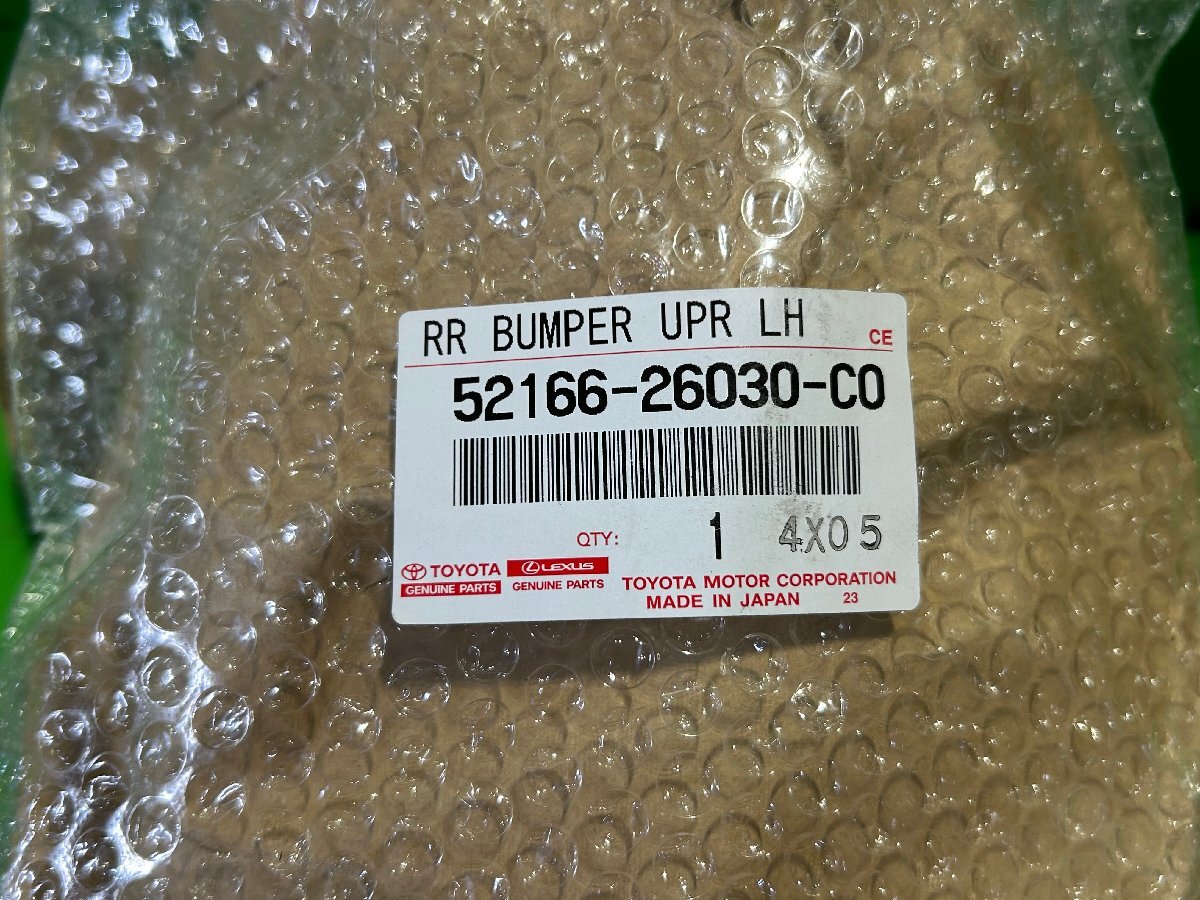 RR BUMPER UPR LH
CE
52166-26030-C0
QTY: 1 4X05
TOYOTA LEXUS
GENUINE PARTS GENUINE PARTS
TOYOTA MOTOR CORPORATION
MADE IN JAPAN 23